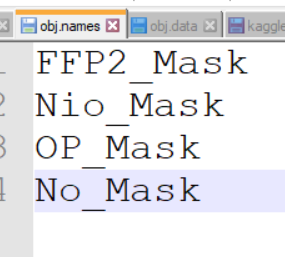 obj.names obj.data kaggle
1 FFP2_Mask
2 Nio_Mask
3 OP_Mask
4 No_Mask